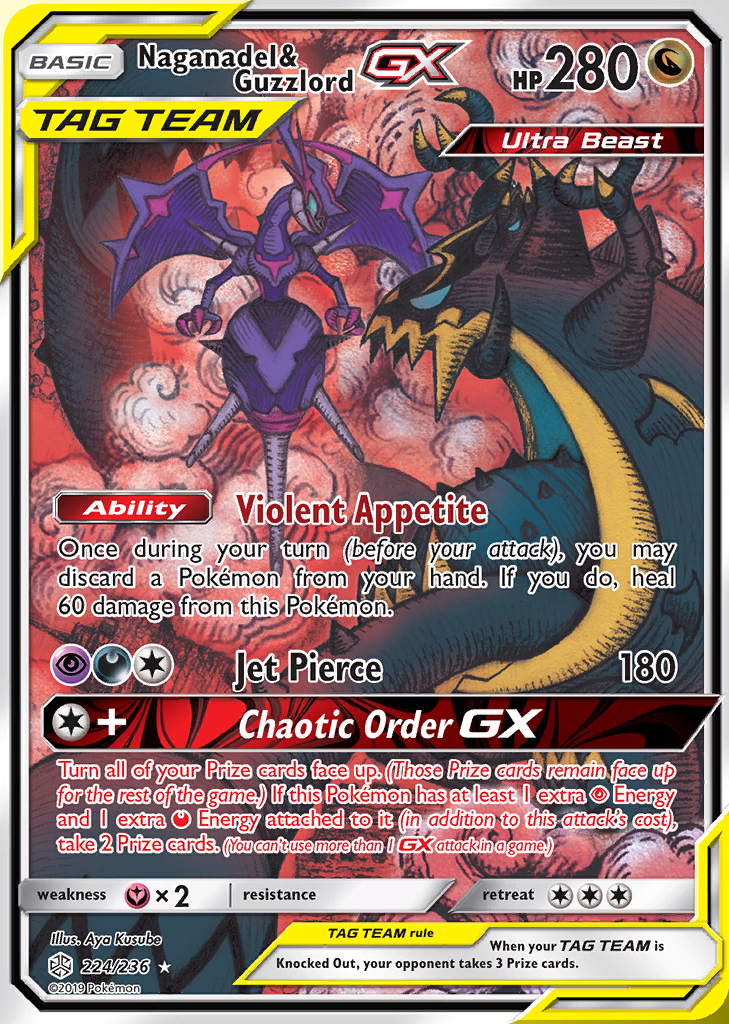 BASIC
Naganadel&
Guzzlord GX
HP280
TAG TEAM
Ultra Beast
Ability Violent Appetite
Once during your turn (before your attack), you may
discard a Pokémon from your hand. If you do, heal
60 damage from this Pokémon.
Jet Pierce 180
+ Chaotic Order GX
Turn all of your Prize cards face up. (Those Prize cards remain face up
for the rest of the game.) If this Pokémon has at least 1 extra Energy
and 1 extra Energy attached to it (in addition to this attack's cost),
take 2 Prize cards. (You can't use more than 1 GX attack in a game.)
weakness ×2 resistance retreat
Illus. Aya Kusube
224/236
©2019 Pokémon
TAG TEAM rule
When your TAG TEAM is
Knocked Out, your opponent takes 3 Prize cards.